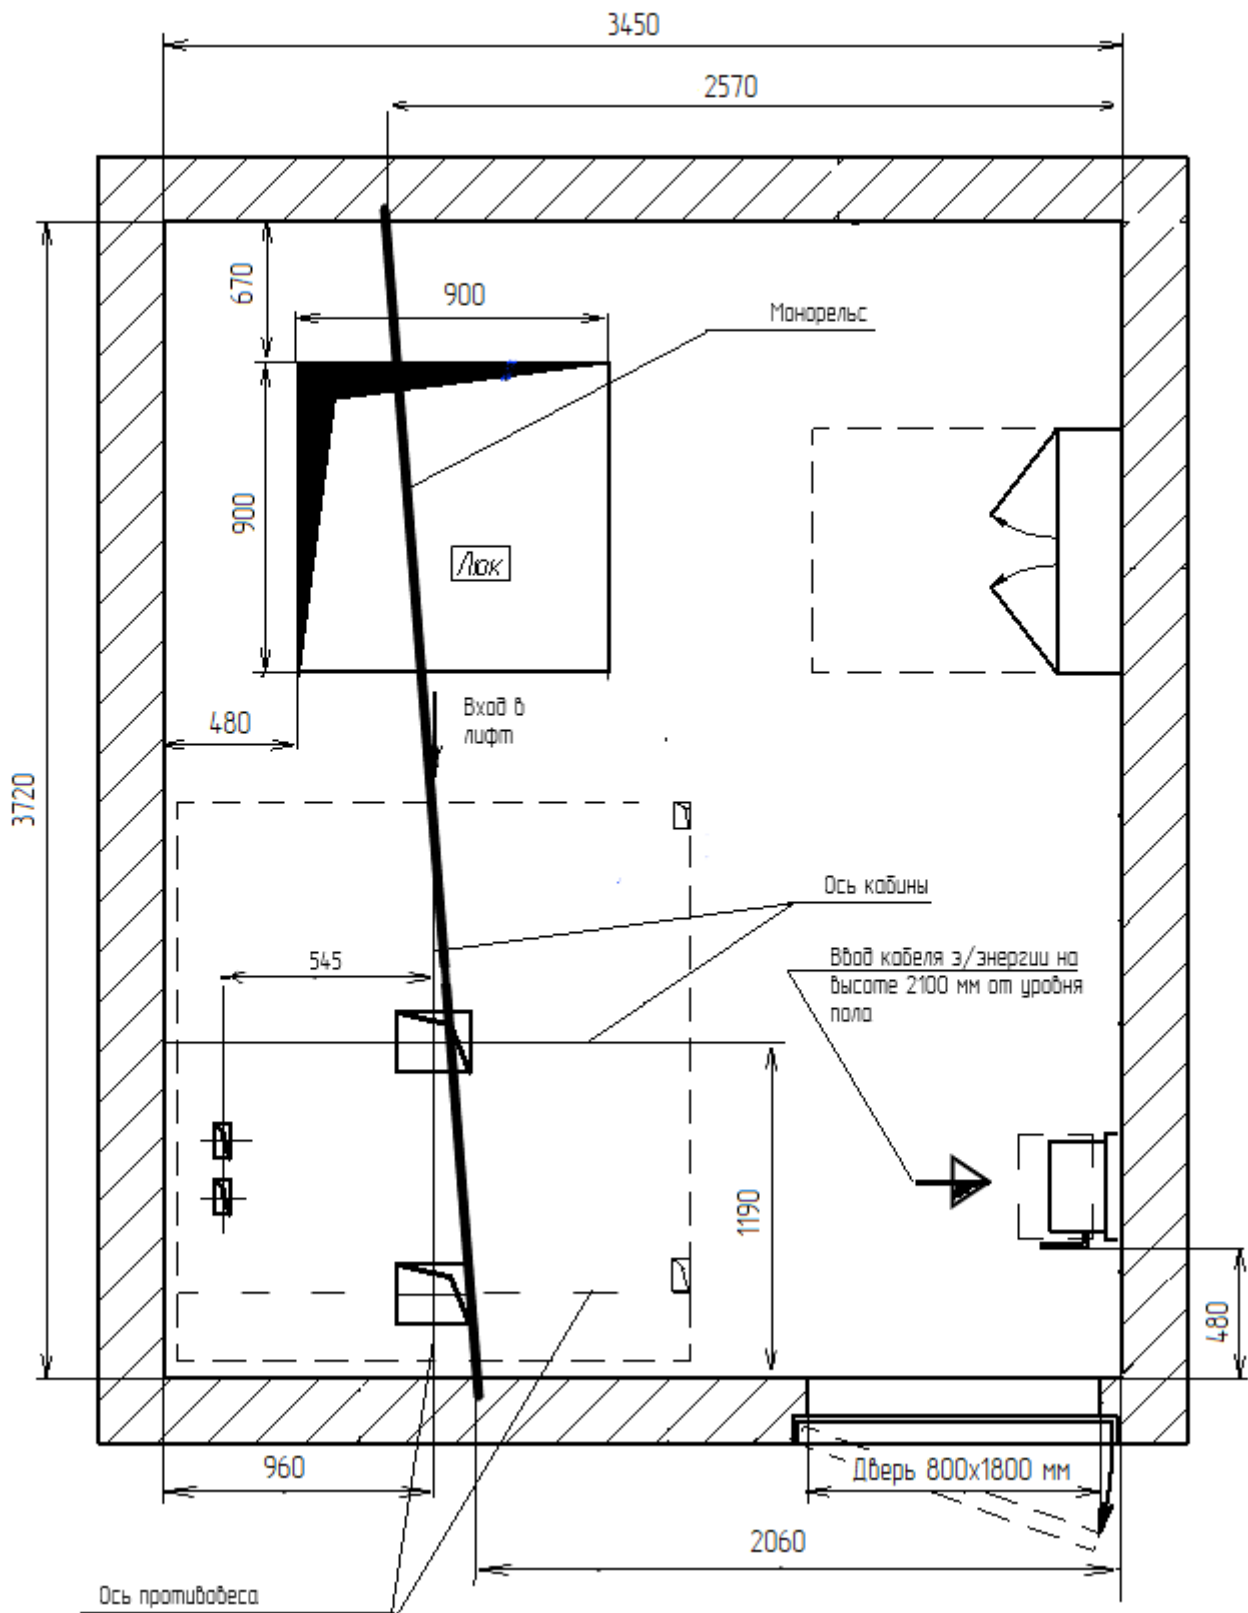 3450
2570
670
900
Монорельс
900
Люк
Вход в
лифт
480
3720
Ось кабины
545
Ввод кабеля э/энергии на
высоте 2100 мм от уровня
пола
1190
480
960
Дверь 800х1800 мм
2060
Ось противовеса